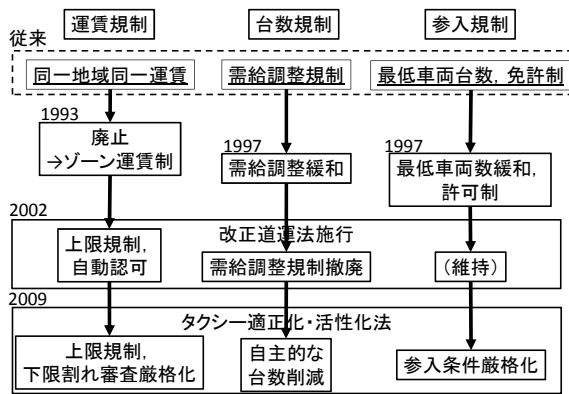 運賃規制
台数規制
参入規制
従来
同一地域同一運賃
需給調整規制
最低車両台数，免許制
1993
廃止
→ゾーン運賃制
1997
需給調整緩和
1997
最低車両数緩和，
許可制
2002
改正道運法施行
上限規制，
自動認可
需給調整規制撤廃
（維持）
2009
タクシー適正化・活性化法
上限規制，
下限割れ審査厳格化
自主的な
台数削減
参入条件厳格化